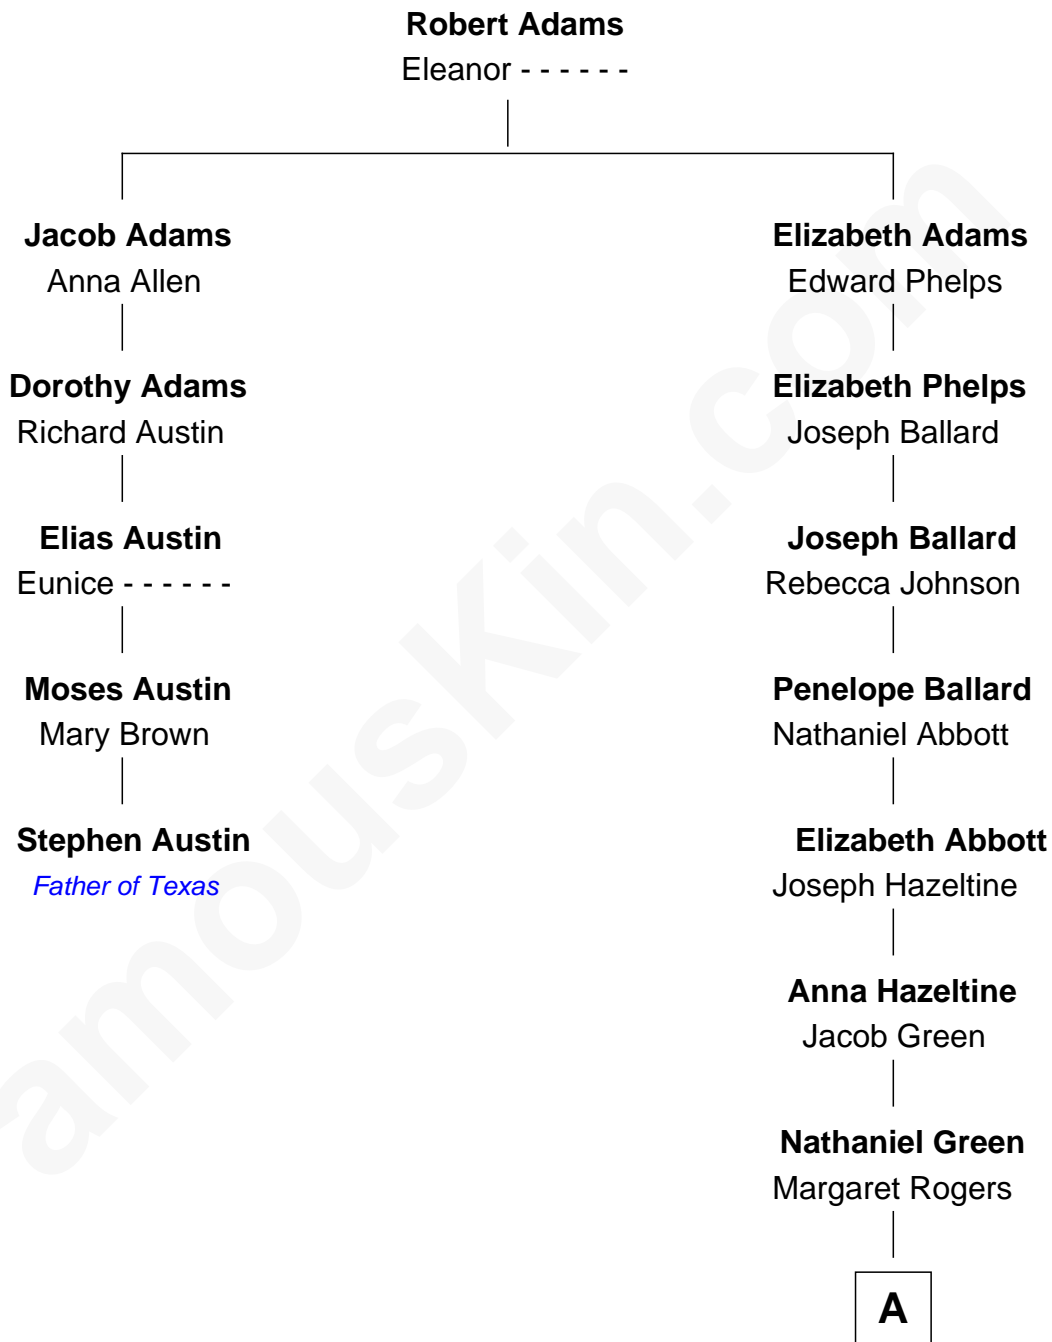 Robert Adams
Eleanor - - - - - -
Jacob Adams
Anna Allen
Elizabeth Adams
Edward Phelps
Dorothy Adams
Richard Austin
Elizabeth Phelps
Joseph Ballard
Elias Austin
Eunice - - - - - -
Joseph Ballard
Rebecca Johnson
Moses Austin
Mary Brown
Penelope Ballard
Nathaniel Abbott
Stephen Austin
Father of Texas
Elizabeth Abbott
Joseph Hazeltine
Anna Hazeltine
Jacob Green
Nathaniel Green
Margaret Rogers
A
amousKin.com